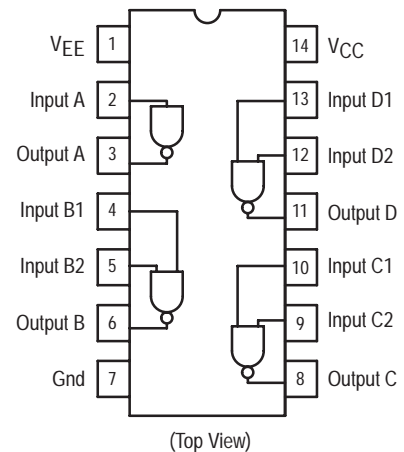 VEE 1 14 VCC
Input A 2 13 Input D1
Output A 3 12 Input D2
Input B1 4 11 Output D
Input B2 5 10 Input C1
Output B 6 9 Input C2
Gnd 7 8 Output C
(Top View)